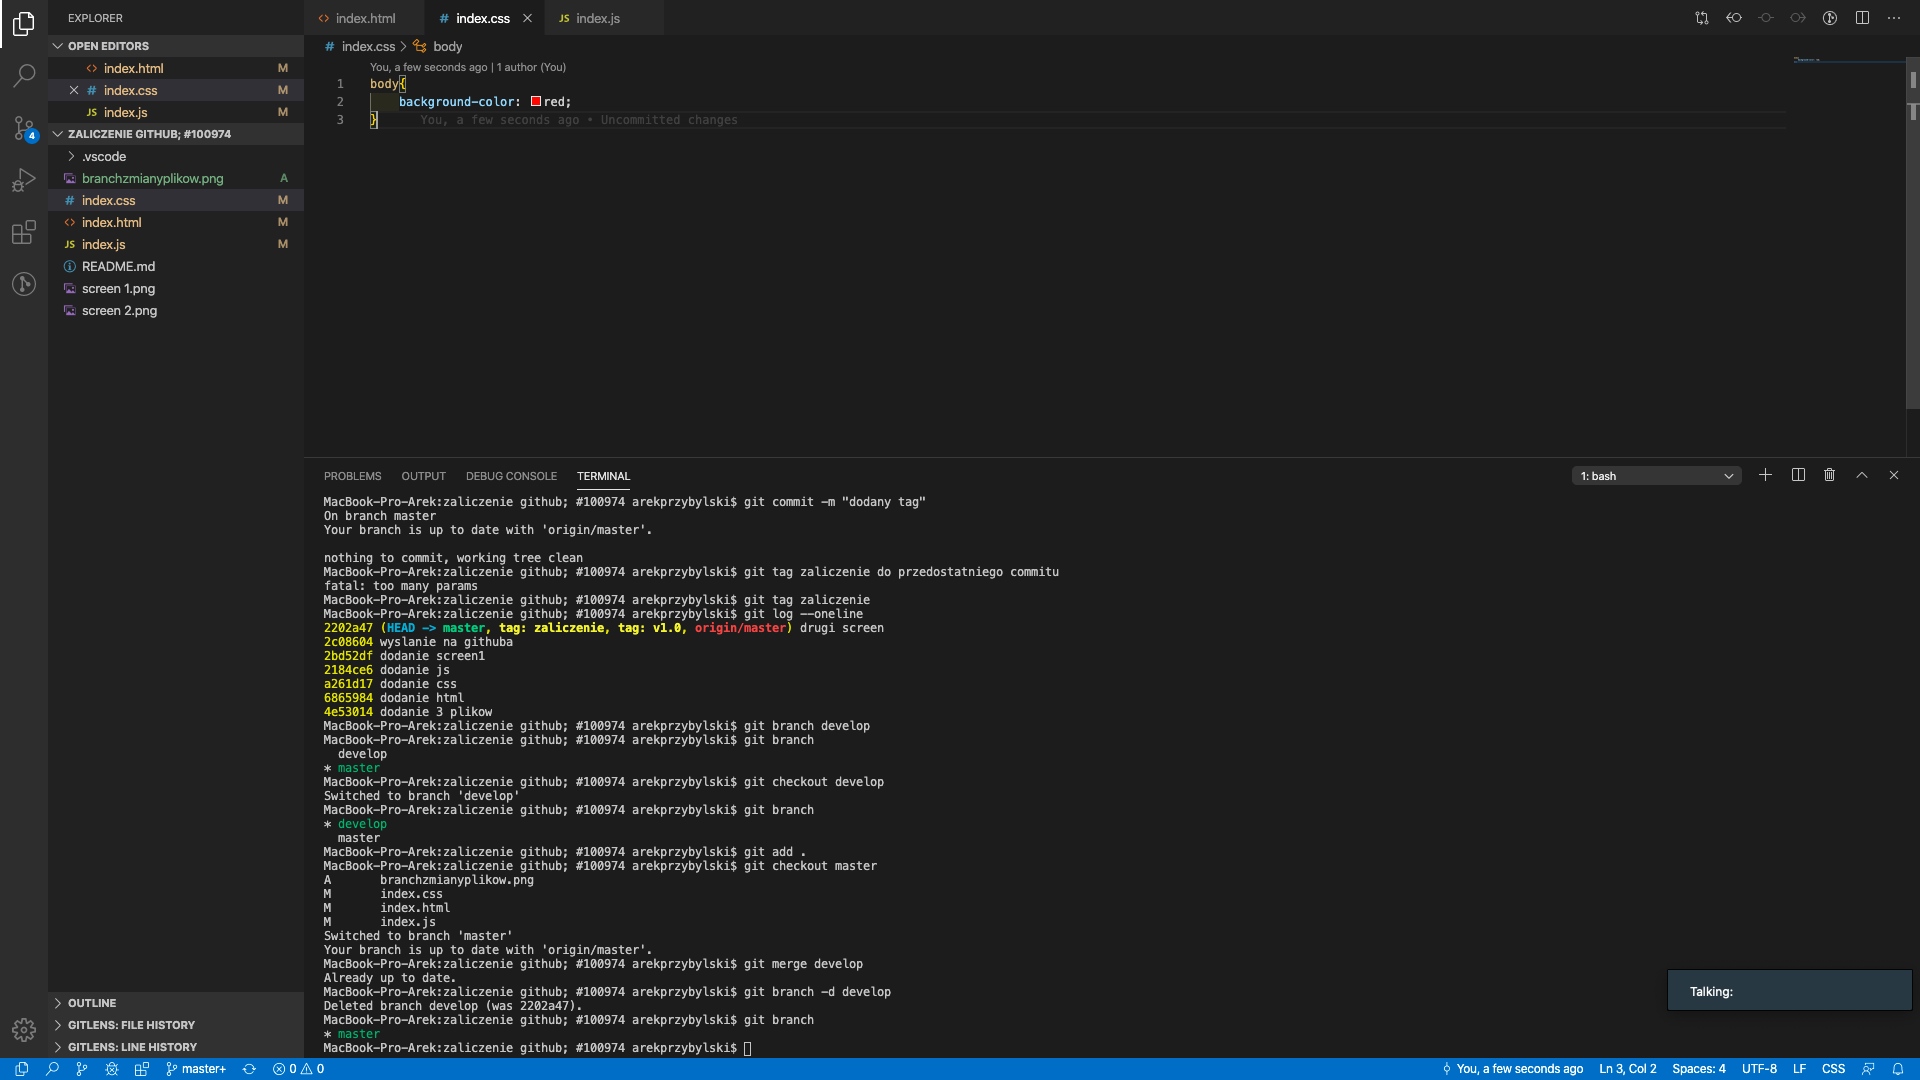 EXPLORER
OPEN EDITORS
index.html M
index.css M
JS index.js M
ZALICZENIE GITHUB; #100974
.vscode
branchzmianyplikow.png A
# index.css M
index.html M
JS index.js M
README.md
screen 1.png
screen 2.png
OUTLINE
GITLENS: FILE HISTORY
GITLENS: LINE HISTORY
4
index.html
# index.css
JS index.js
# index.css > body
You, a few seconds ago | 1 author (You)
1 body{
2 background-color: red;
3 } You, a few seconds ago • Uncommitted changes
PROBLEMS OUTPUT DEBUG CONSOLE TERMINAL
1: bash
MacBook-Pro-Arek:zaliczenie github; #100974 arekprzybylski$ git commit -m "dodany tag"
On branch master
Your branch is up to date with 'origin/master'.
nothing to commit, working tree clean
MacBook-Pro-Arek:zaliczenie github; #100974 arekprzybylski$ git tag zaliczenie do przedostatniego commitu
fatal: too many params
MacBook-Pro-Arek:zaliczenie github; #100974 arekprzybylski$ git tag zaliczenie
MacBook-Pro-Arek:zaliczenie github; #100974 arekprzybylski$ git log --oneline
2202a47 (HEAD -> master, tag: zaliczenie, tag: v1.0, origin/master) drugi screen
2c08604 wyslanie na githuba
2bd52df dodanie screen1
2184ce6 dodanie js
a261d17 dodanie css
6865984 dodanie html
4e53014 dodanie 3 plikow
MacBook-Pro-Arek:zaliczenie github; #100974 arekprzybylski$ git branch develop
MacBook-Pro-Arek:zaliczenie github; #100974 arekprzybylski$ git branch
develop
* master
MacBook-Pro-Arek:zaliczenie github; #100974 arekprzybylski$ git checkout develop
Switched to branch 'develop'
MacBook-Pro-Arek:zaliczenie github; #100974 arekprzybylski$ git branch
* develop
master
MacBook-Pro-Arek:zaliczenie github; #100974 arekprzybylski$ git add .
MacBook-Pro-Arek:zaliczenie github; #100974 arekprzybylski$ git checkout master
A branchzmianyplikow.png
M index.css
M index.html
M index.js
Switched to branch 'master'
Your branch is up to date with 'origin/master'.
MacBook-Pro-Arek:zaliczenie github; #100974 arekprzybylski$ git merge develop
Already up to date.
MacBook-Pro-Arek:zaliczenie github; #100974 arekprzybylski$ git branch -d develop
Deleted branch develop (was 2202a47).
MacBook-Pro-Arek:zaliczenie github; #100974 arekprzybylski$ git branch
* master
MacBook-Pro-Arek:zaliczenie github; #100974 arekprzybylski$
Talking:
master+ 0 0
You, a few seconds ago Ln 3, Col 2 Spaces: 4 UTF-8 LF CSS